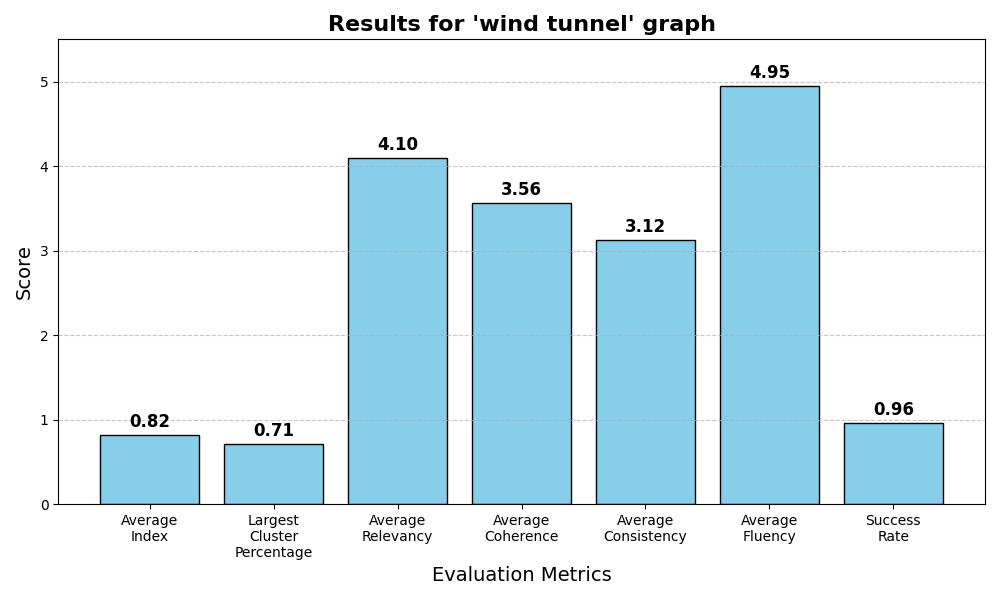 Results for 'wind tunnel' graph
Score
5
4
3
2
1
0
0.82
0.71
4.10
3.56
3.12
4.95
0.96
Average
Index
Largest
Cluster
Percentage
Average
Relevancy
Average
Coherence
Average
Consistency
Average
Fluency
Success
Rate
Evaluation Metrics